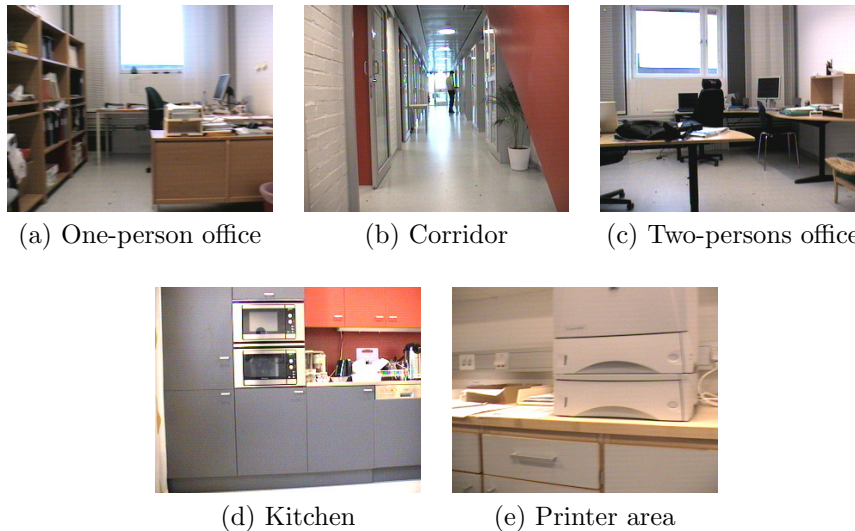 (a) One-person office
(b) Corridor
(c) Two-persons office
(d) Kitchen
(e) Printer area